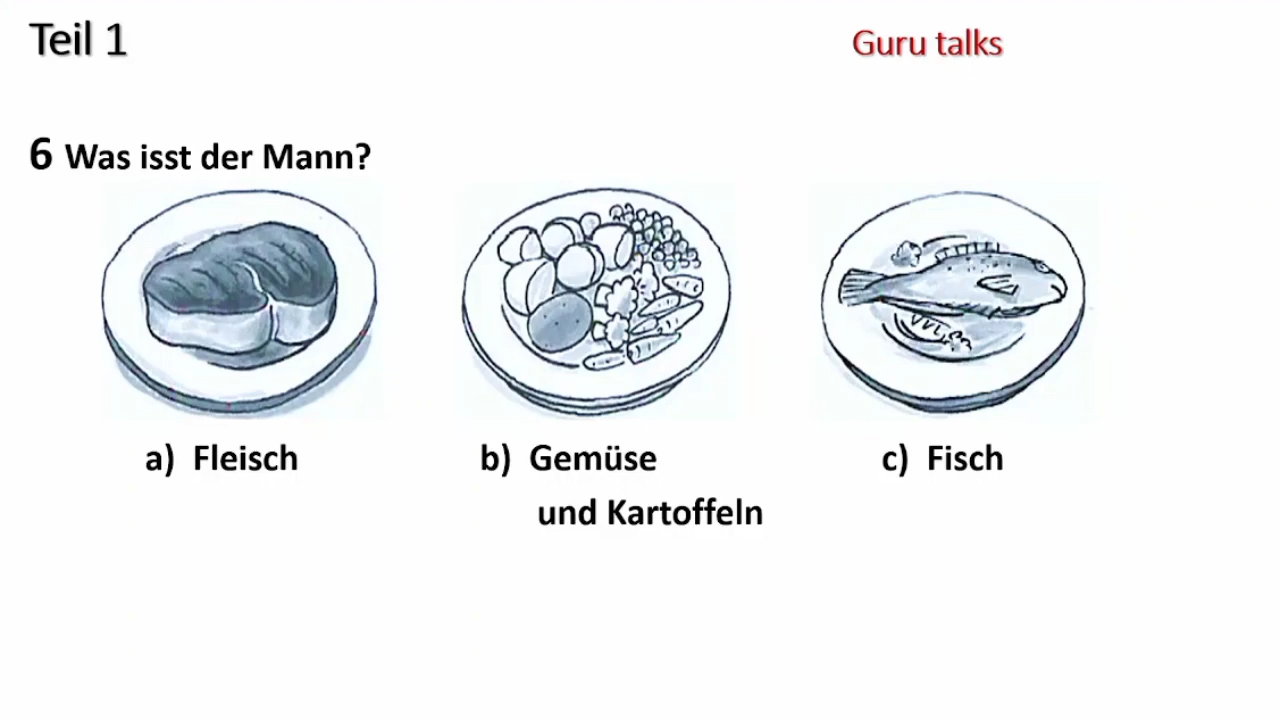 Teil 1
Guru talks
6 Was isst der Mann?
a) Fleisch
b) Gemüse
und Kartoffeln
c) Fisch